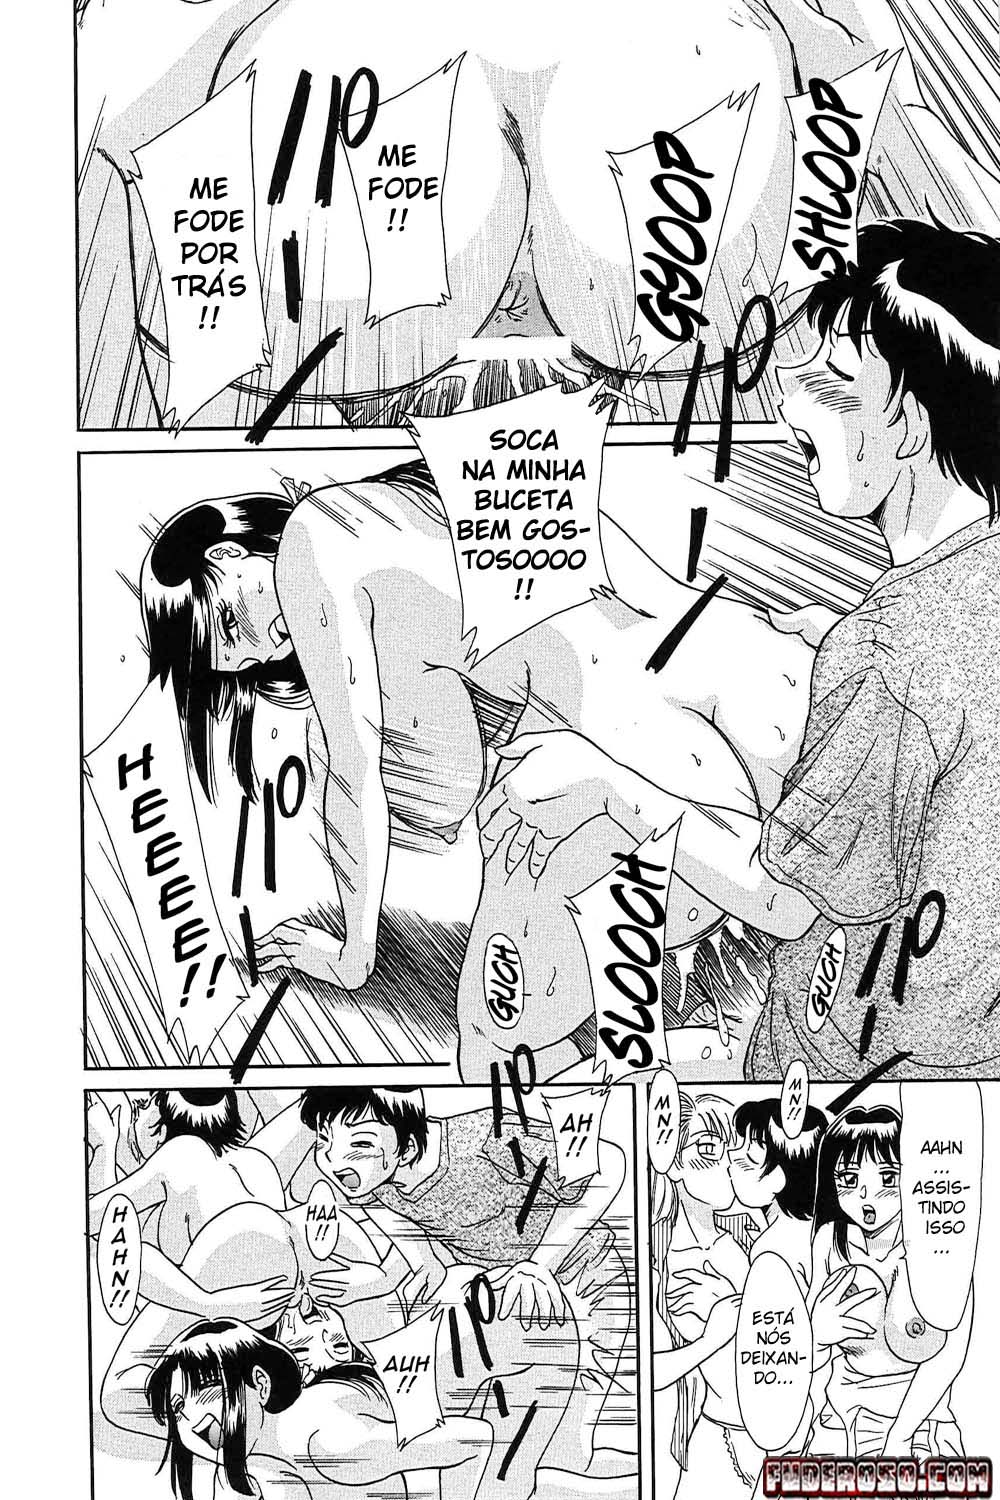 ME
FODE
!!
ME
FODE
POR
TRÁS
!!
SHLOOP
GYOOP
SOCA
NA MINHA
BUCETA
BEM GOS-
TOSOOOO
!!
HEEEEE!!
SLOOCH
GUCH
GUCH
AAHN
...
ASSIS-
TINDO
ISSO
...
MN!!
MN!!
ESTÁ
NÓS
DEIXAN-
DO...
AH
!!
HAA
!!
HAHN!!
AUH
!!
FUDEROSO.COM